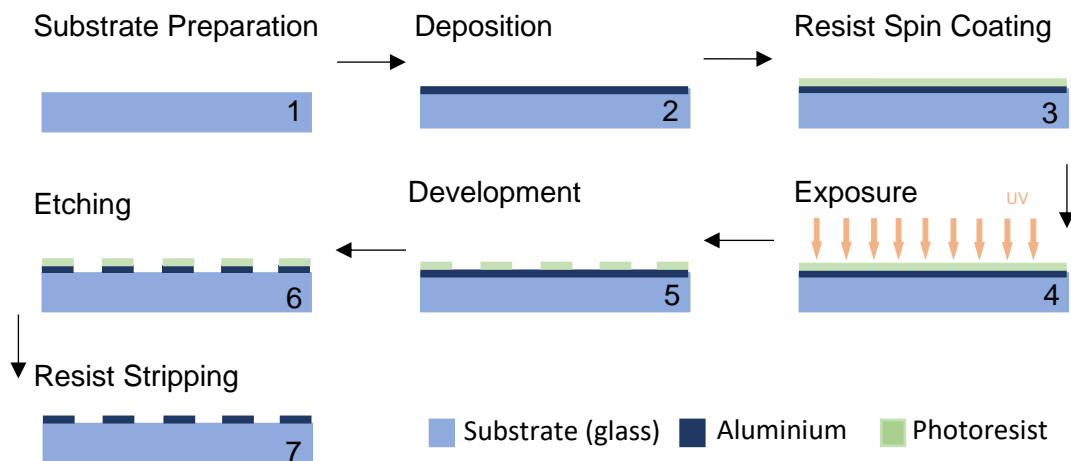 Substrate Preparation
Deposition
Resist Spin Coating
1
2
3
Etching
Development
Exposure
UV
6
5
4
Resist Stripping
7
Substrate (glass)
Aluminium
Photoresist